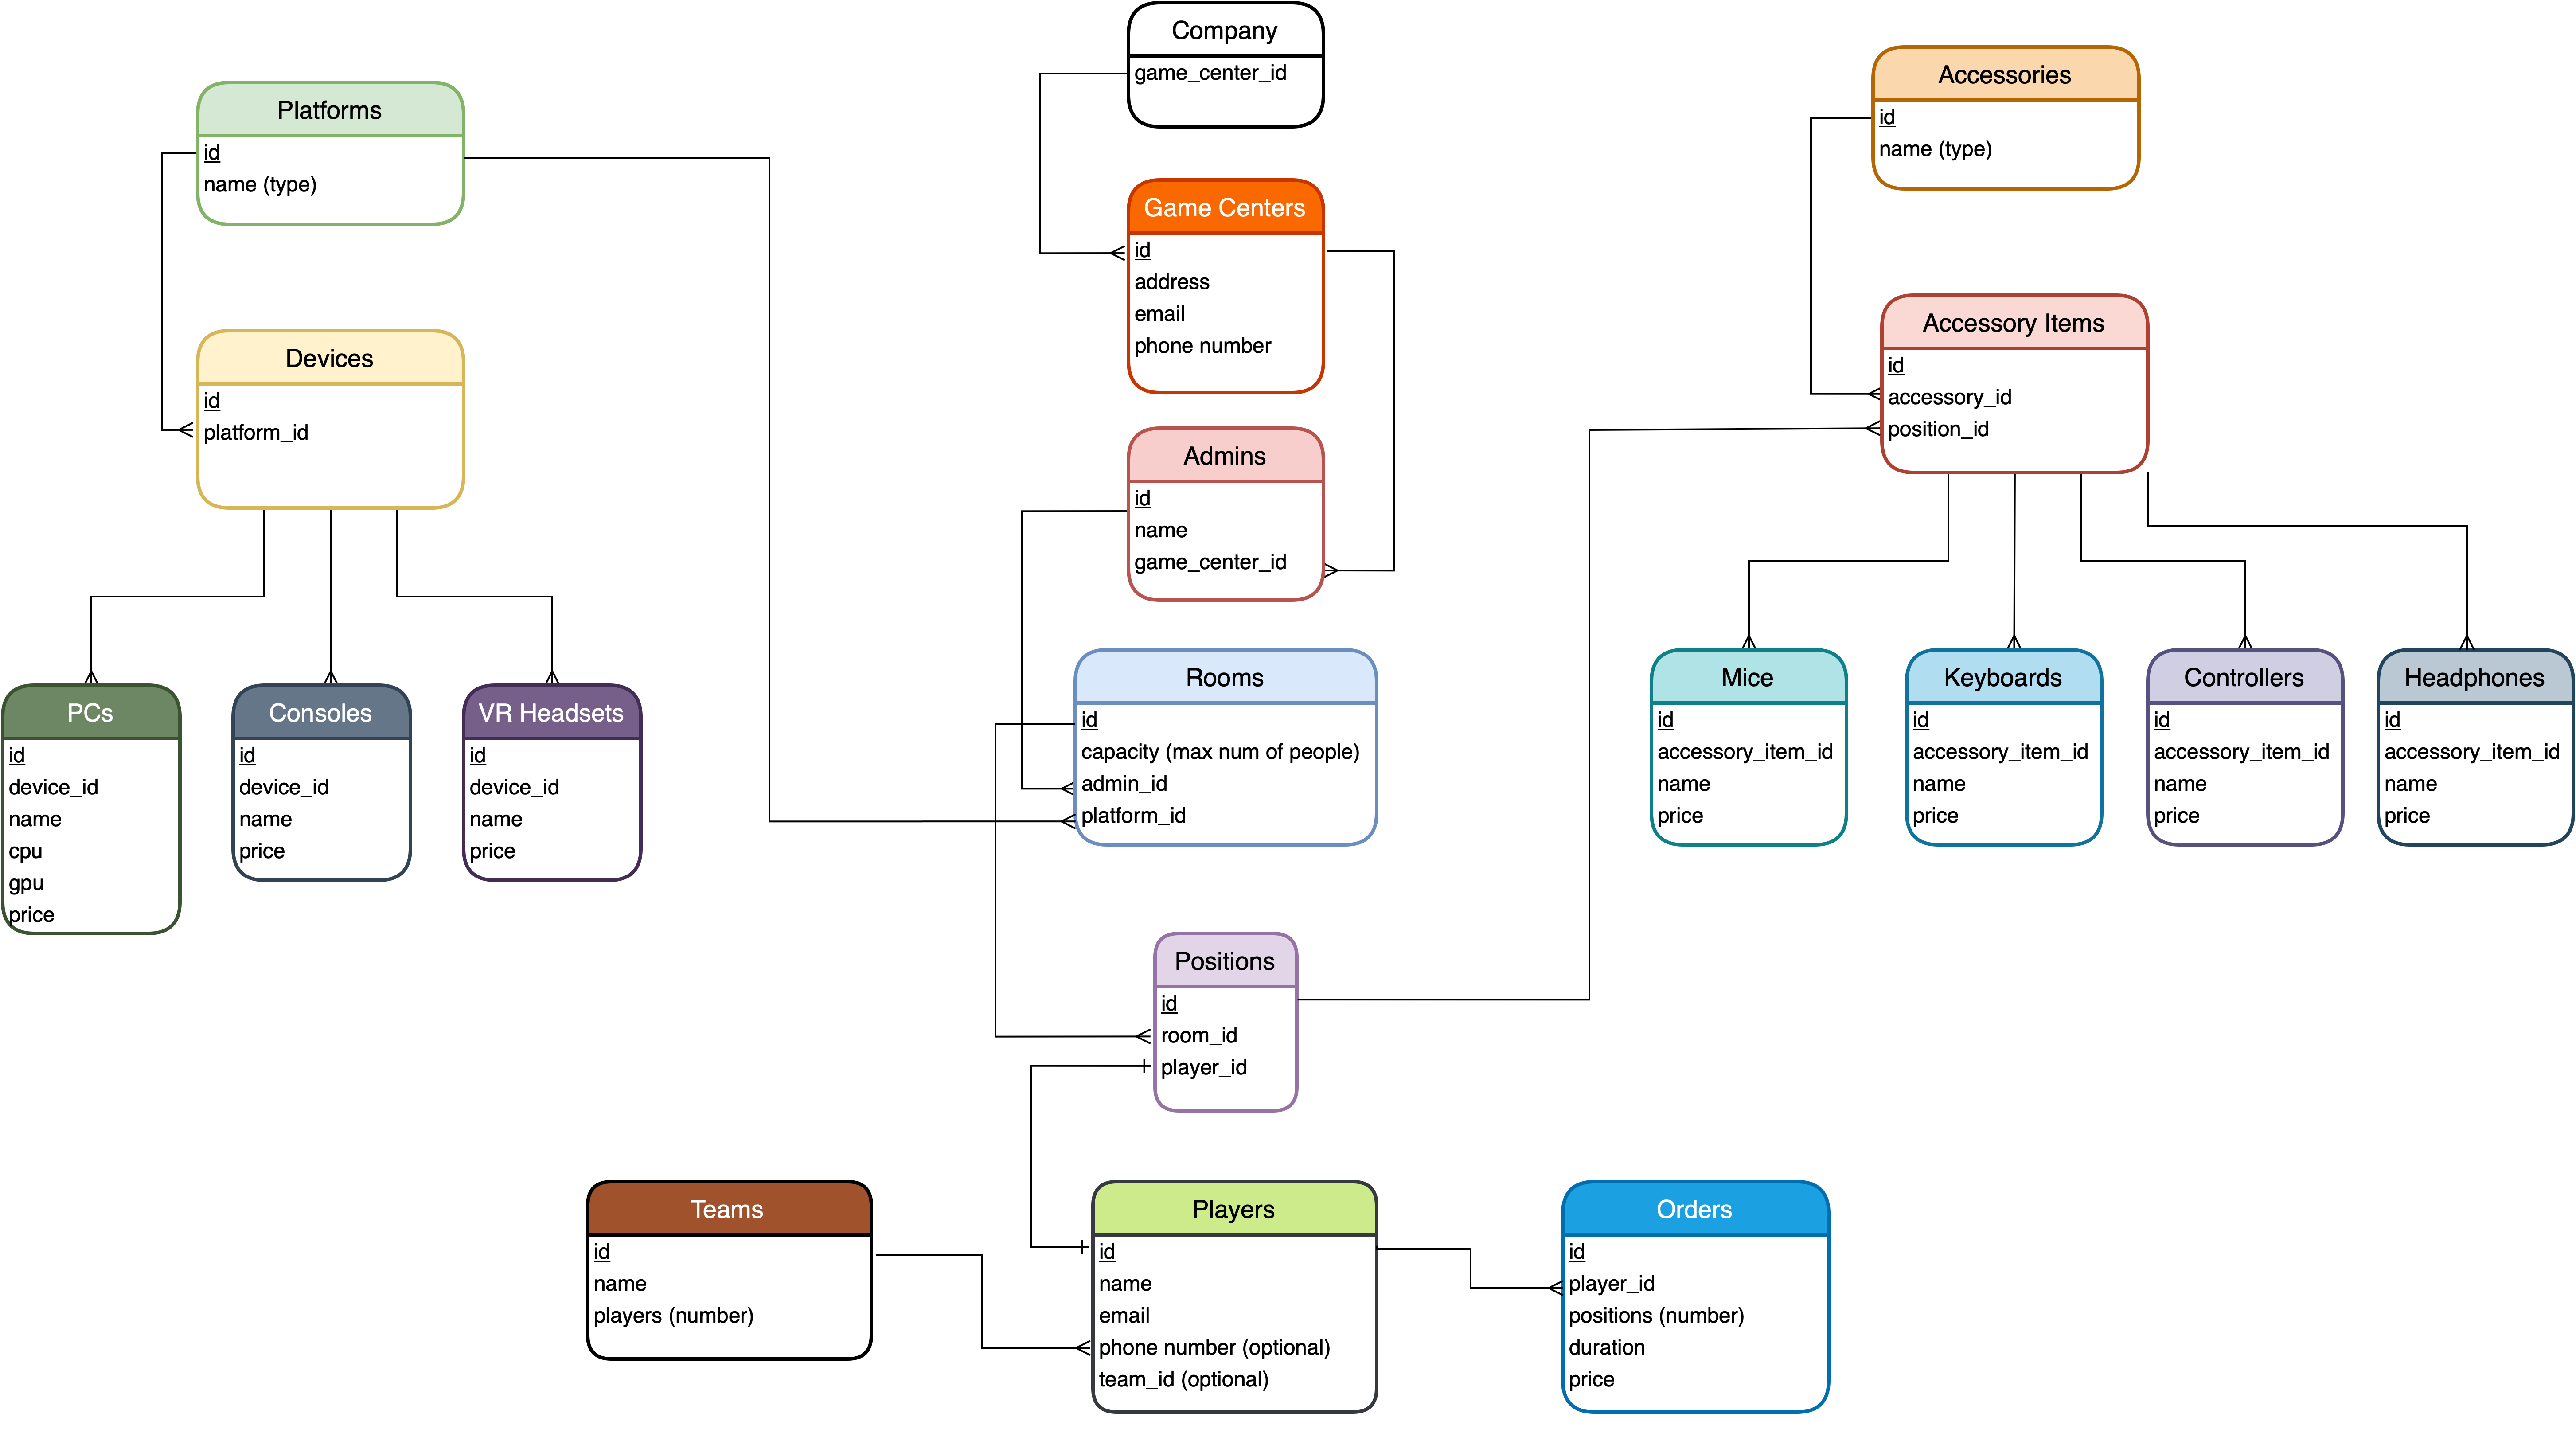 Company
game_center_id
Platforms
id
name (type)
Accessories
id
name (type)
Game Centers
id
address
email
phone number
Devices
id
platform_id
Accessory Items
id
accessory_id
position_id
Admins
id
name
game_center_id
PCs
id
device_id
name
cpu
gpu
price
Consoles
id
device_id
name
price
VR Headsets
id
device_id
name
price
Rooms
id
capacity (max num of people)
admin_id
platform_id
Mice
id
accessory_item_id
name
price
Keyboards
id
accessory_item_id
name
price
Controllers
id
accessory_item_id
name
price
Headphones
id
accessory_item_id
name
price
Positions
id
room_id
player_id
Teams
id
name
players (number)
Players
id
name
email
phone number (optional)
team_id (optional)
Orders
id
player_id
positions (number)
duration
price